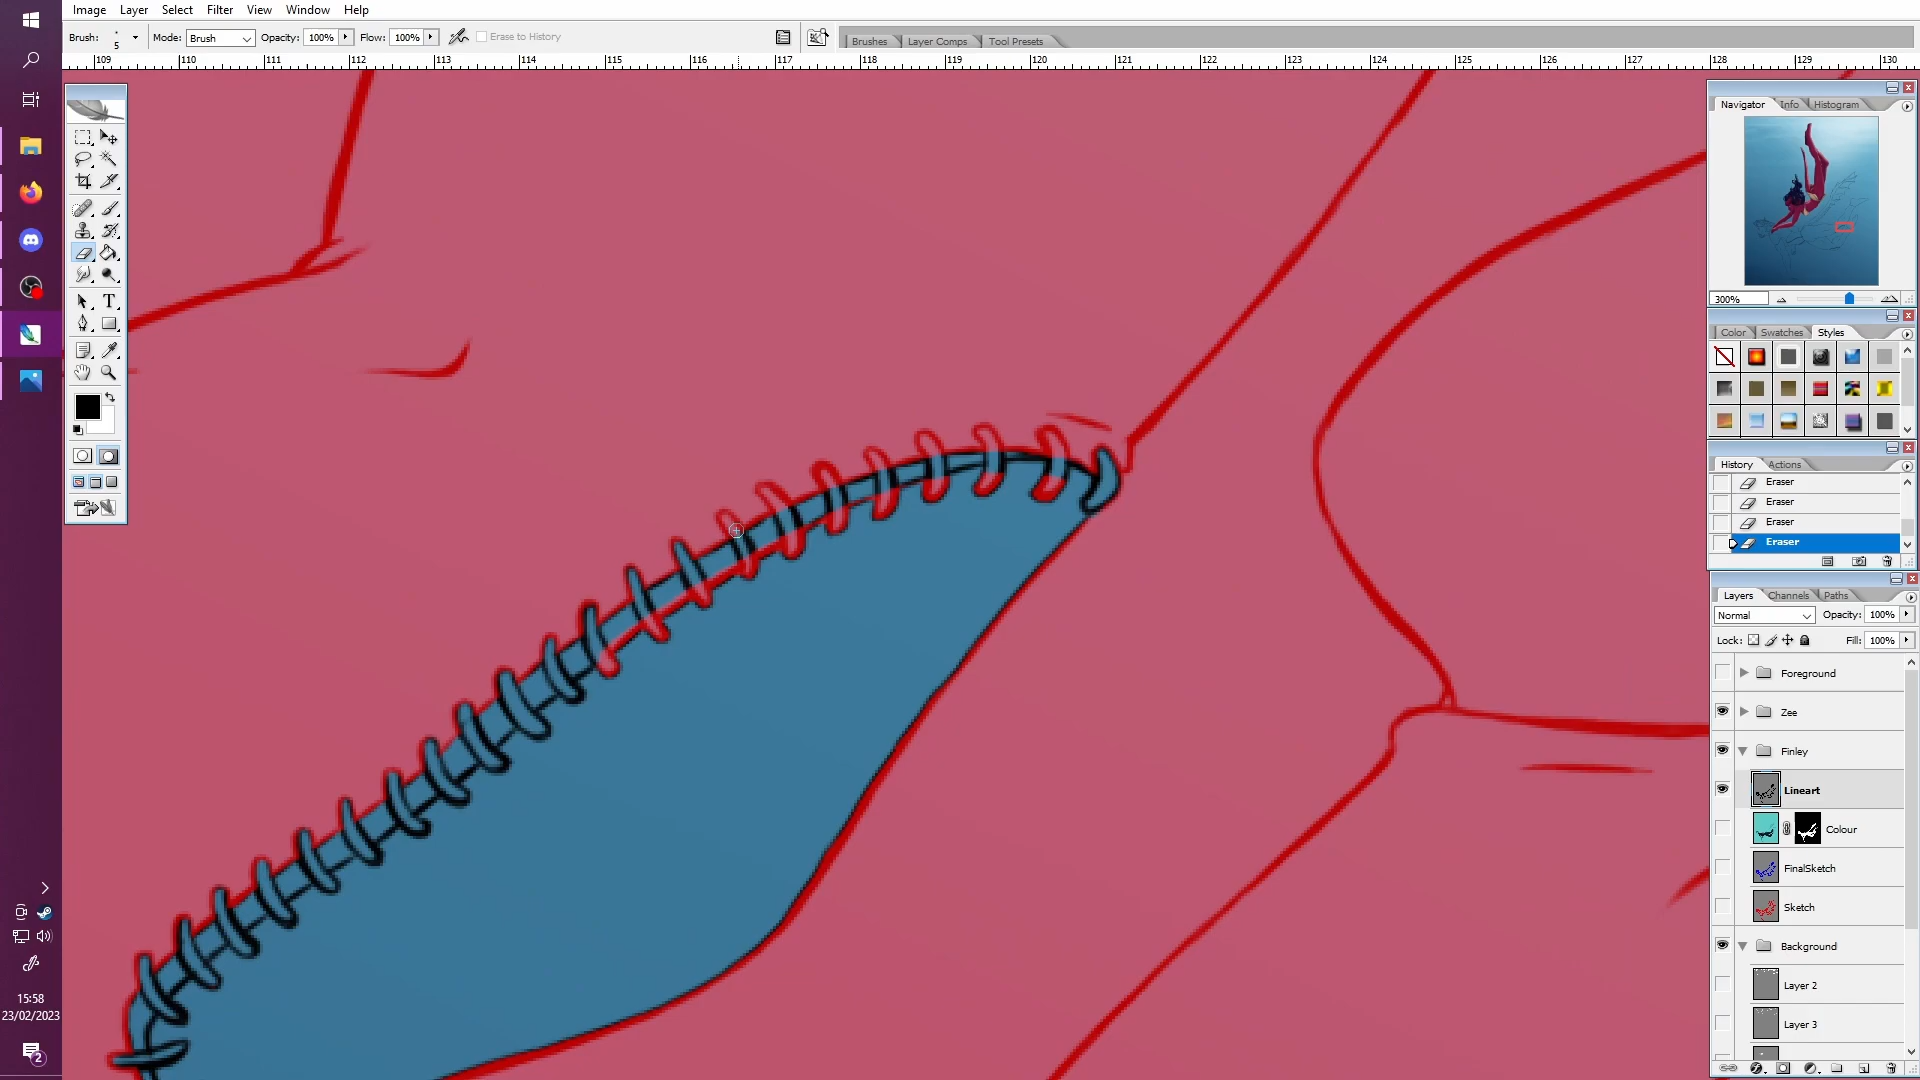 Image Layer Select Filter View Window Help
Brush: 5 Mode: Brush Opacity: 100% Flow: 100% Erase to History Brushes Layer Comps Tool Presets
109 110 111 112 113 114 115 116 117 118 119 120 121 122 123 124 125 126 127 128 129 130
Navigator Info Histogram
300%
Color Swatches Styles
History Actions
Eraser
Eraser
Eraser
Eraser
Layers Channels Paths
Normal Opacity: 100%
Lock: Fill: 100%
Foreground
Zee
Finley
Lineart
Colour
FinalSketch
Sketch
Background
Layer 2
Layer 3
T
15:58
23/02/2023
2